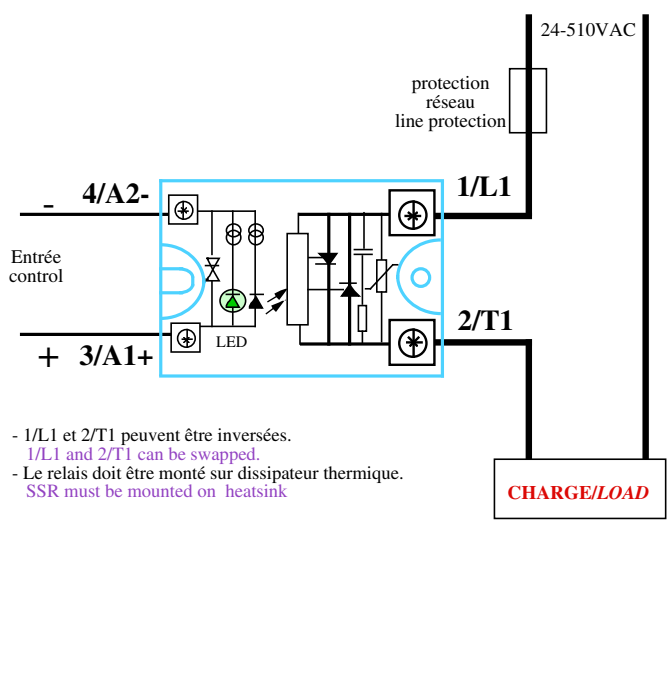 24-510VAC
protection
réseau
line protection
1/L1
- 4/A2-
Entrée
control
+ 3/A1+
LED
2/T1
- 1/L1 et 2/T1 peuvent être inversées.
1/L1 and 2/T1 can be swapped.
- Le relais doit être monté sur dissipateur thermique.
SSR must be mounted on heatsink
CHARGE/LOAD